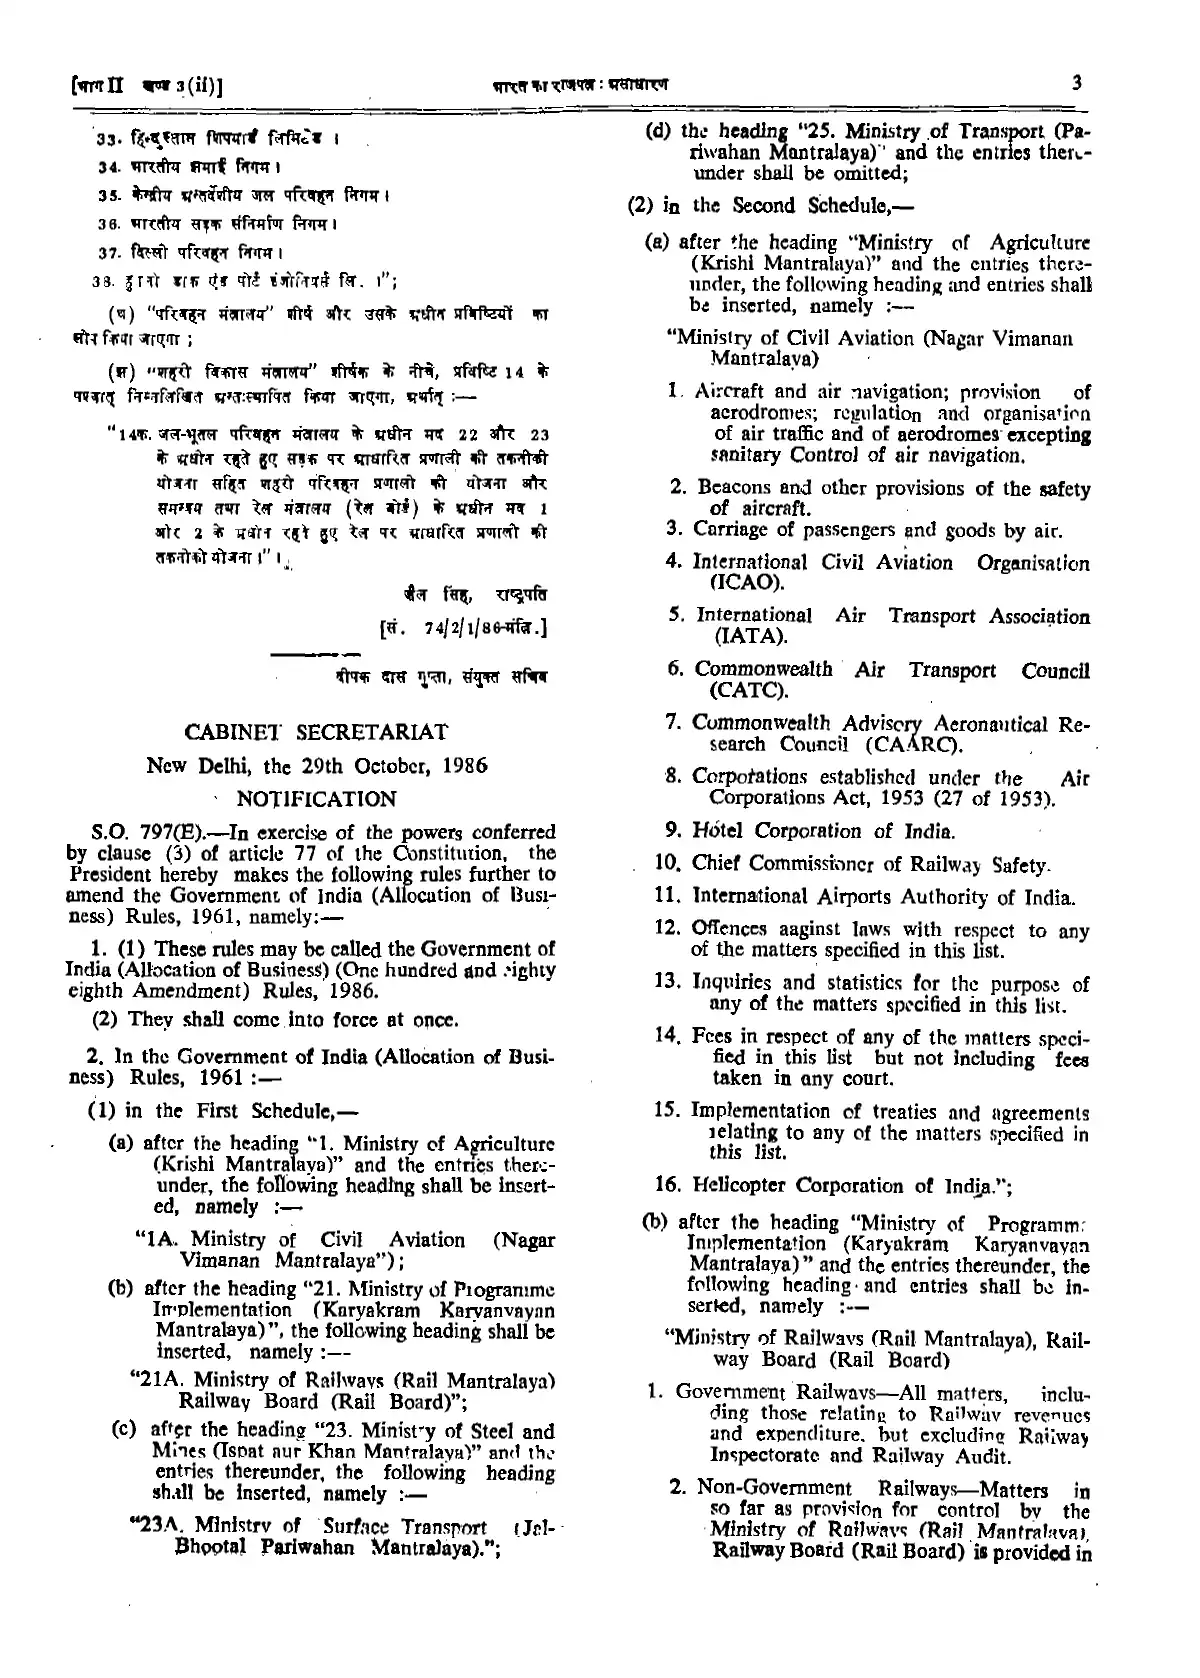 [भाग II खण्ड 3(ii)] भारत का राजपत्र : असाधारण 3
33. हिन्दुस्तान शिपयार्ड लिमिटेड ।
34. भारतीय नौवहन निगम ।
35. केन्द्रीय अन्तर्देशीय जल परिवहन निगम ।
36. भारतीय सड़क संनिर्माण निगम ।
37. दिल्ली परिवहन निगम ।
38. हुगली डाक एंड पोर्ट इंजीनियर्स लि. ।";
(घ) "परिवहन मंत्रालय" शीर्ष और उसके अधीन प्रविष्टियों का
लोप किया जाएगा ;
(ङ) "शहरी विकास मंत्रालय" शीर्षक के नीचे, प्रविष्टि 14 के
पश्चात् निम्नलिखित अन्तःस्थापित किया जाएगा, अर्थात् :—
"14क. जल-भूतल परिवहन मंत्रालय के अधीन मद 22 और 23
के अधीन रहते हुए सड़क पर आधारित प्रणाली की तकनीकी
योजना सहित शहरी परिवहन प्रणाली की योजना और
समन्वय तथा रेल मंत्रालय (रेल बोर्ड) के अधीन मद 1
और 2 के अधीन रहते हुए रेल पर आधारित प्रणाली की
तकनीकी योजना ।" ।
जैल सिंह, राष्ट्रपति
[सं. 74/2/1/86-मंत्रि.]
दीपक दास गुप्ता, संयुक्त सचिव
CABINET SECRETARIAT
New Delhi, the 29th October, 1986
NOTIFICATION
S.O. 797(E).—In exercise of the powers conferred
by clause (3) of article 77 of the Constitution, the
President hereby makes the following rules further to
amend the Government of India (Allocation of Busi-
ness) Rules, 1961, namely:—
1. (1) These rules may be called the Government of
India (Allocation of Business) (One hundred and eighty
eighth Amendment) Rules, 1986.
(2) They shall come into force at once.
2. In the Government of India (Allocation of Busi-
ness) Rules, 1961 :—
(1) in the First Schedule,—
(a) after the heading "1. Ministry of Agriculture
(Krishi Mantralaya)" and the entries there-
under, the following heading shall be insert-
ed, namely :—
"1A. Ministry of Civil Aviation (Nagar
Vimanan Mantralaya");
(b) after the heading "21. Ministry of Programme
Implementation (Karyakram Karyanvayan
Mantralaya)", the following heading shall be
inserted, namely :—
"21A. Ministry of Railways (Rail Mantralaya)
Railway Board (Rail Board)";
(c) after the heading "23. Ministry of Steel and
Mines (Ispat aur Khan Mantralaya)" and the
entries thereunder, the following heading
shall be inserted, namely :—
"23A. Ministry of Surface Transport (Jal-
Bhootal Pariwahan Mantralaya).";
(d) the heading "25. Ministry of Transport (Pa-
riwahan Mantralaya)" and the entries there-
under shall be omitted;
(2) in the Second Schedule,—
(a) after the heading "Ministry of Agriculture
(Krishi Mantralaya)" and the entries there-
under, the following heading and entries shall
be inserted, namely :—
"Ministry of Civil Aviation (Nagar Vimanan
Mantralaya)
1. Aircraft and air navigation; provision of
aerodromes; regulation and organisation
of air traffic and of aerodromes excepting
sanitary Control of air navigation.
2. Beacons and other provisions of the safety
of aircraft.
3. Carriage of passengers and goods by air.
4. International Civil Aviation Organisation
(ICAO).
5. International Air Transport Association
(IATA).
6. Commonwealth Air Transport Council
(CATC).
7. Commonwealth Advisory Aeronautical Re-
search Council (CAARC).
8. Corporations established under the Air
Corporations Act, 1953 (27 of 1953).
9. Hotel Corporation of India.
10. Chief Commissioner of Railway Safety.
11. International Airports Authority of India.
12. Offences aaginst laws with respect to any
of the matters specified in this list.
13. Inquiries and statistics for the purpose of
any of the matters specified in this list.
14. Fees in respect of any of the matters speci-
fied in this list but not including fees
taken in any court.
15. Implementation of treaties and agreements
relating to any of the matters specified in
this list.
16. Helicopter Corporation of India.";
(b) after the heading "Ministry of Programme
Implementation (Karyakram Karyanvayan
Mantralaya)" and the entries thereunder, the
following heading and entries shall be in-
serted, namely :—
"Ministry of Railways (Rail Mantralaya), Rail-
way Board (Rail Board)
1. Government Railways—All matters, inclu-
ding those relating to Railway revenues
and expenditure, but excluding Railway
Inspectorate and Railway Audit.
2. Non-Government Railways—Matters in
so far as provision for control by the
Ministry of Railways (Rail Mantralaya),
Railway Board (Rail Board) is provided in